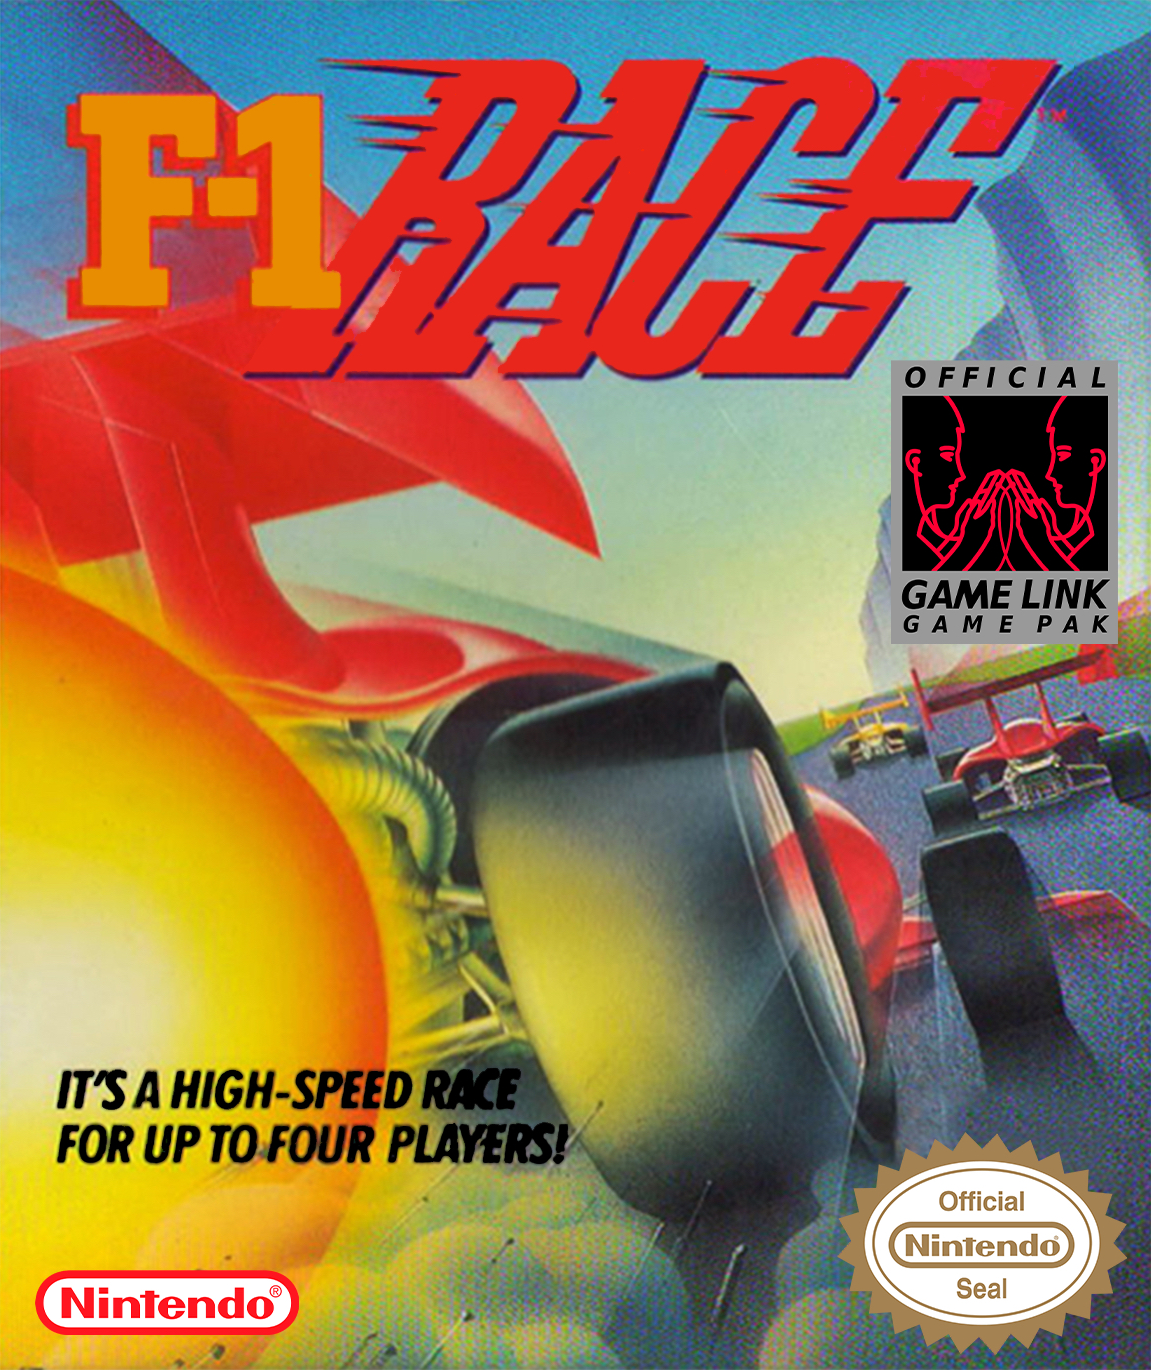 F-1 RACE
TM
OFFICIAL
GAME LINK
GAME PAK
IT'S A HIGH-SPEED RACE
FOR UP TO FOUR PLAYERS!
Official
Nintendo®
Seal
Nintendo®